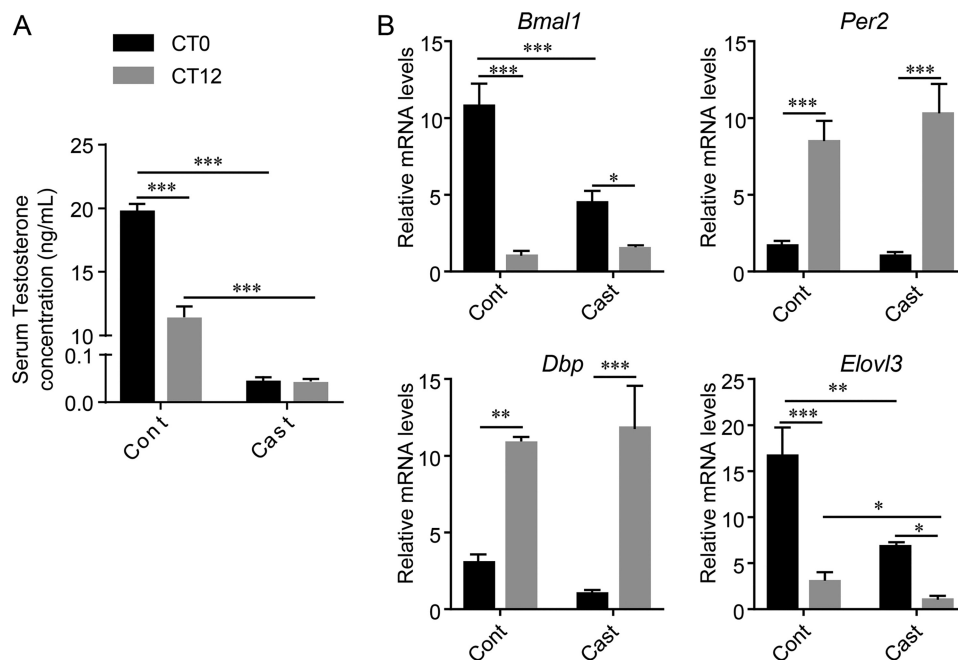 A
CT0
CT12
Serum Testosterone
concentration (ng/mL)
20
15
10
0.1
0.0
***
***
***
Cont
Cast
B
Bmal1
Relative mRNA levels
15
10
5
0
***
***
*
Cont
Cast
Per2
Relative mRNA levels
15
10
5
0
***
***
Cont
Cast
Dbp
Relative mRNA levels
15
10
5
0
**
***
Cont
Cast
Elovl3
Relative mRNA levels
25
20
15
10
5
0
**
***
*
*
Cont
Cast